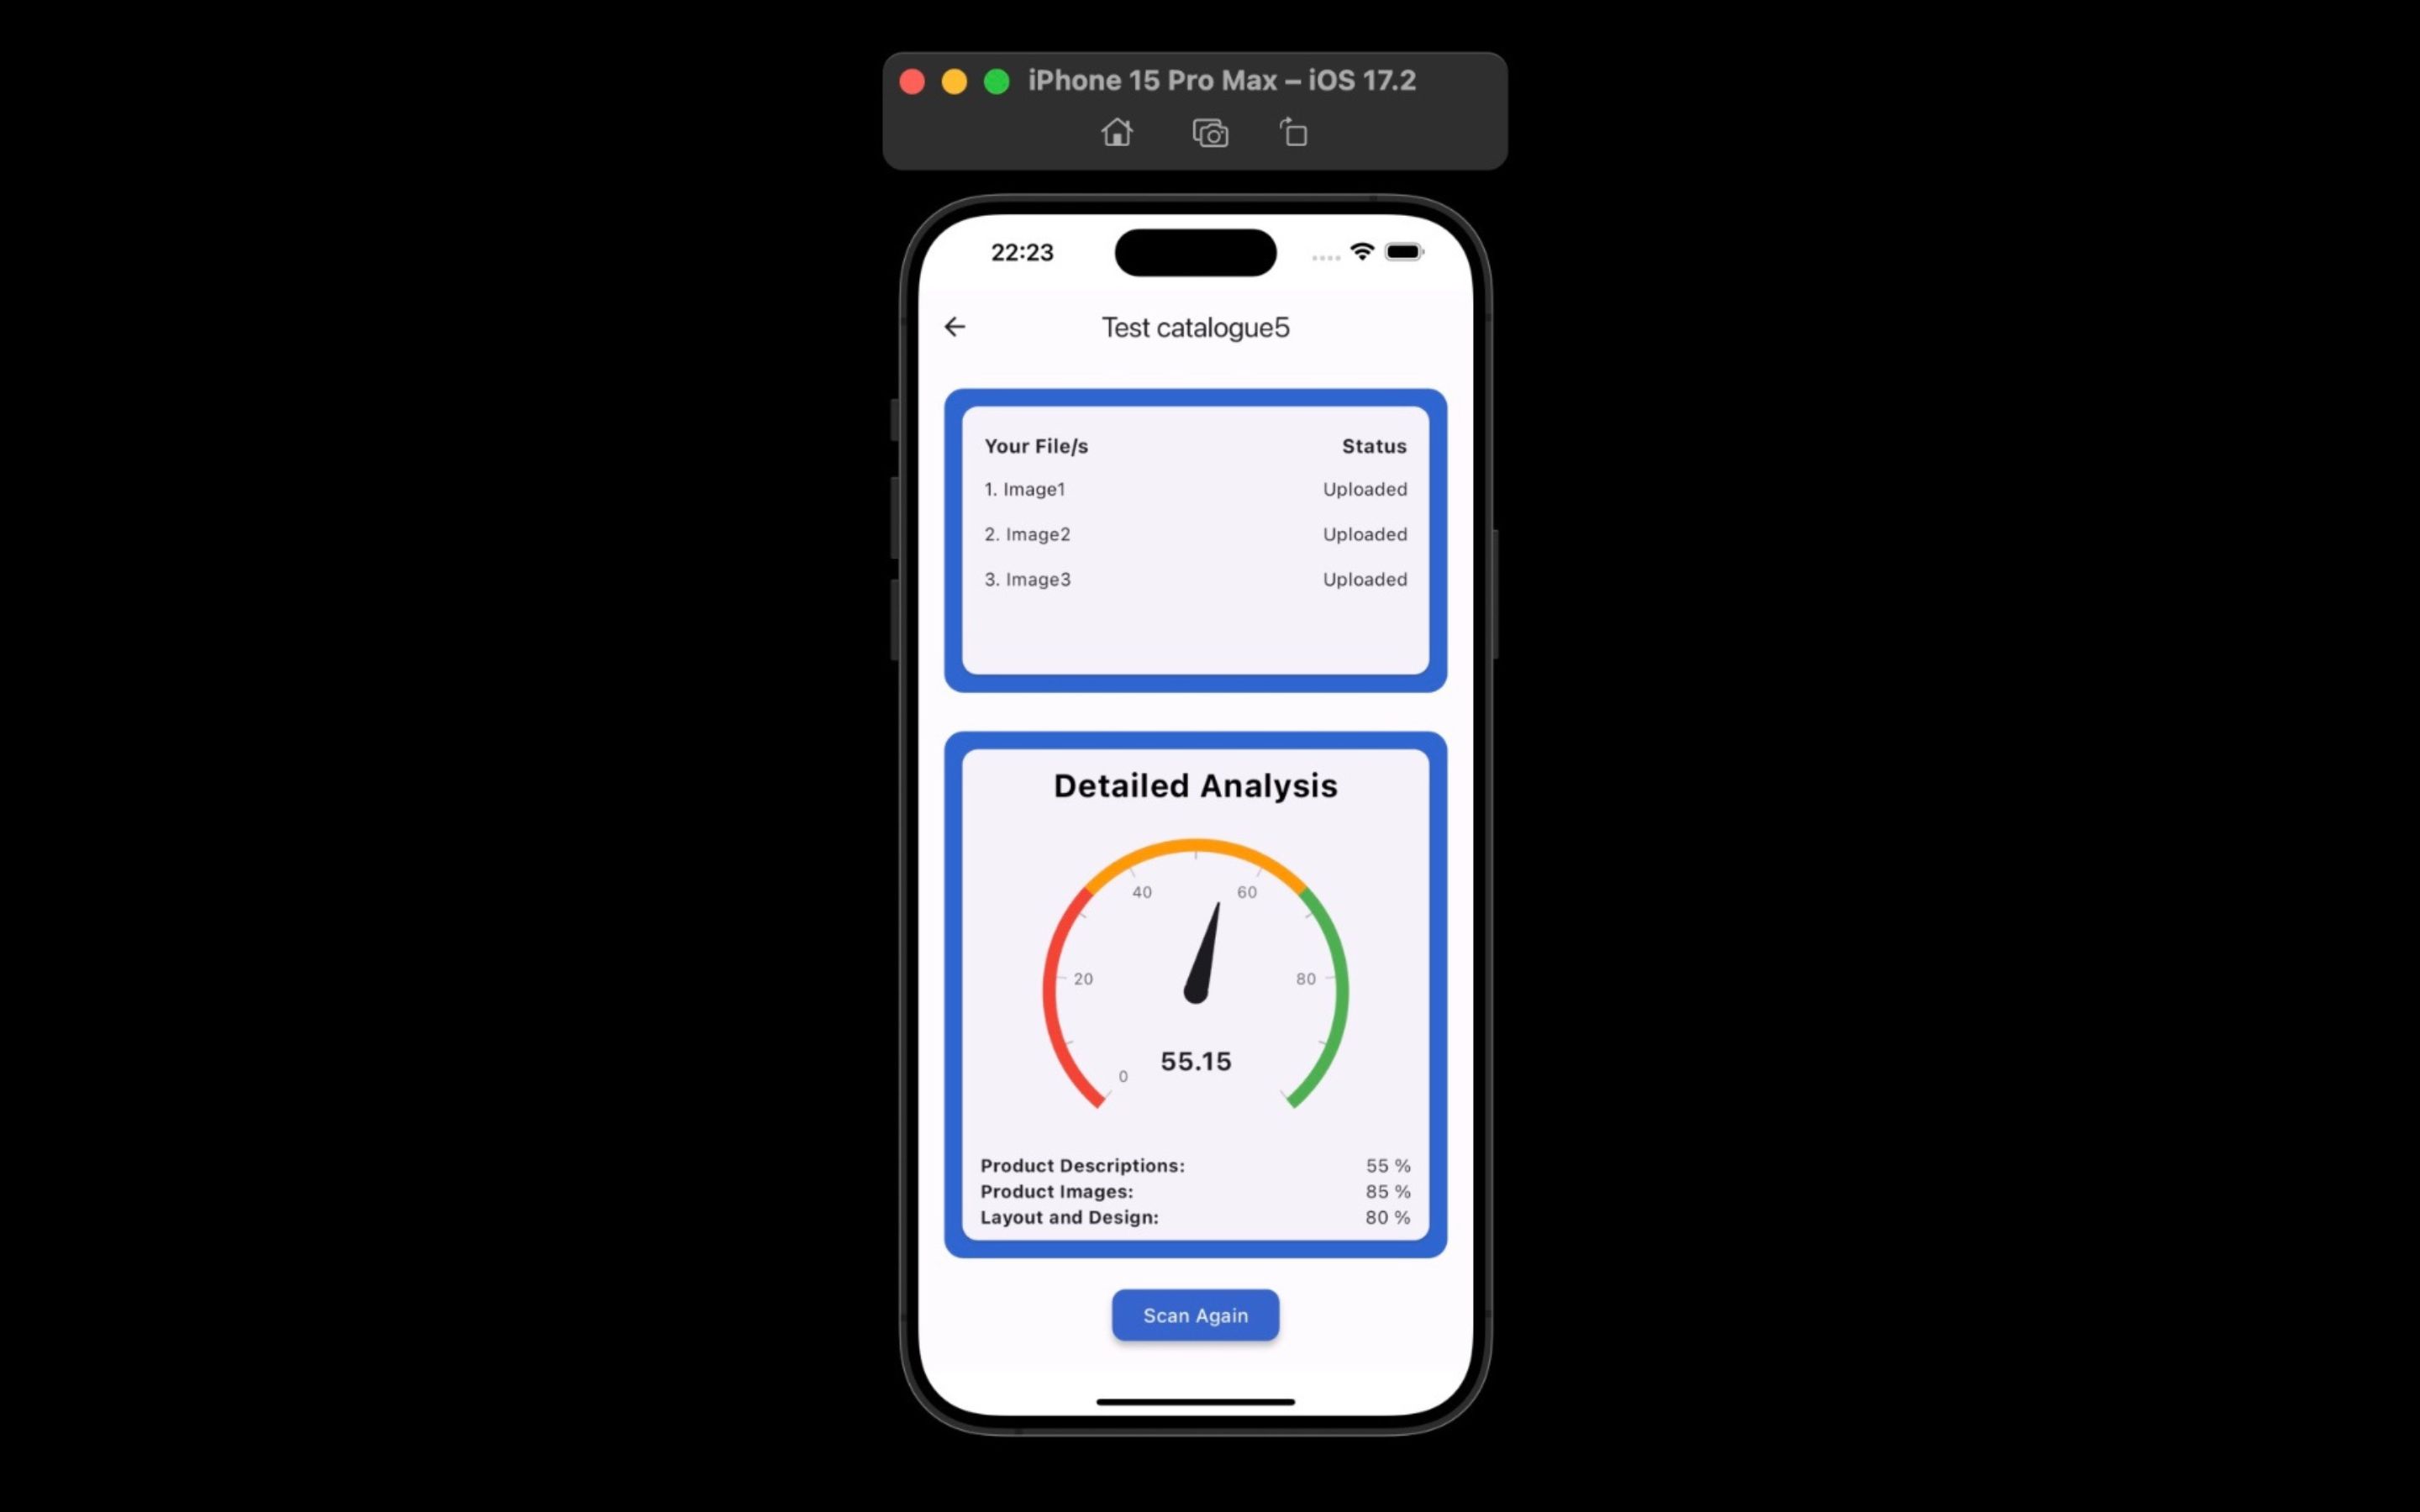 iPhone 15 Pro Max – iOS 17.2
22:23
Test catalogue5
Your File/s Status
1. Image1 Uploaded
2. Image2 Uploaded
3. Image3 Uploaded
Detailed Analysis
40 60
20 80
55.15
0
Product Descriptions: 55 %
Product Images: 85 %
Layout and Design: 80 %
Scan Again